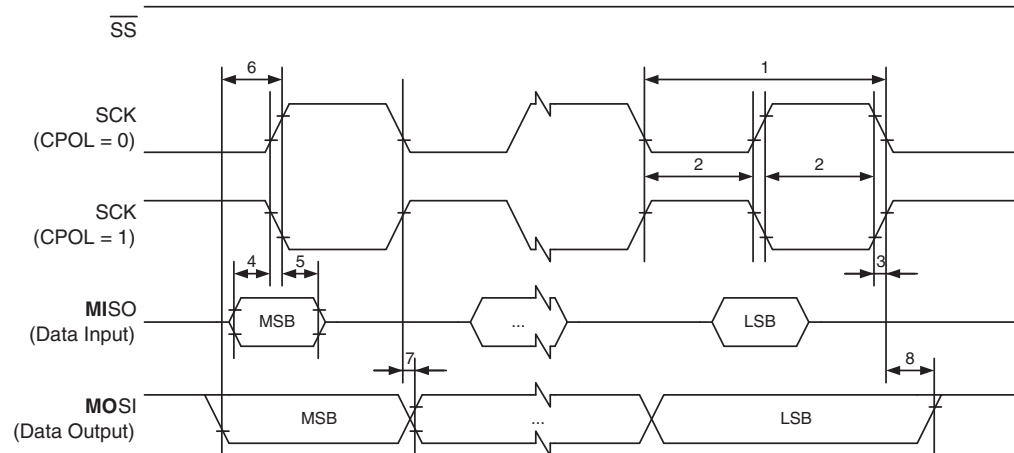 SS
6
1
SCK
(CPOL = 0)
2
2
SCK
(CPOL = 1)
4
5
3
MISO
(Data Input)
MSB
...
LSB
7
8
MOSI
(Data Output)
MSB
...
LSB